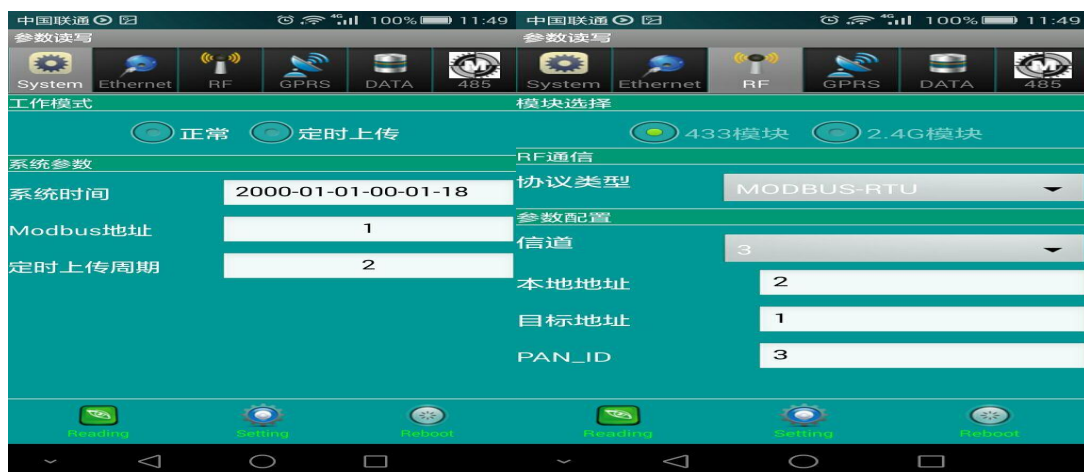 中国联通 4G 100% 11:49
参数读写
System Ethernet RF GPRS DATA 485
工作模式
正常 定时上传
系统参数
系统时间 2000-01-01-00-01-18
Modbus地址 1
定时上传周期 2
Reading Setting Reboot
中国联通 4G 100% 11:49
参数读写
System Ethernet RF GPRS DATA 485
模块选择
433模块 2.4G模块
RF通信
协议类型 MODBUS-RTU
参数配置
信道 3
本地地址 2
目标地址 1
PAN_ID 3
Reading Setting Reboot